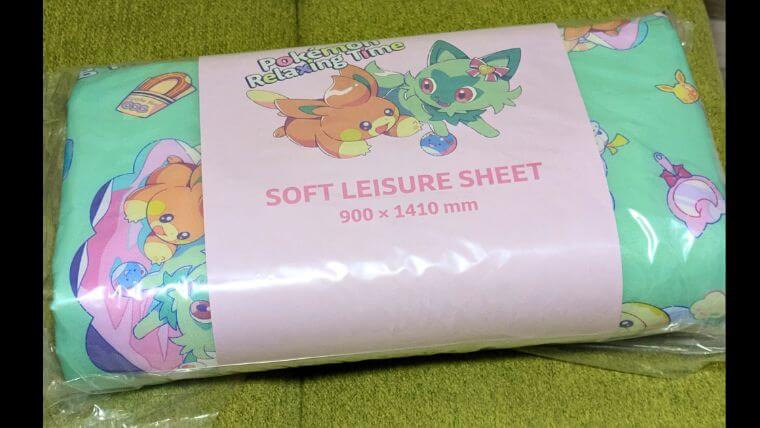 Pokémon
Relaxing Time
SOFT LEISURE SHEET
900 × 1410 mm